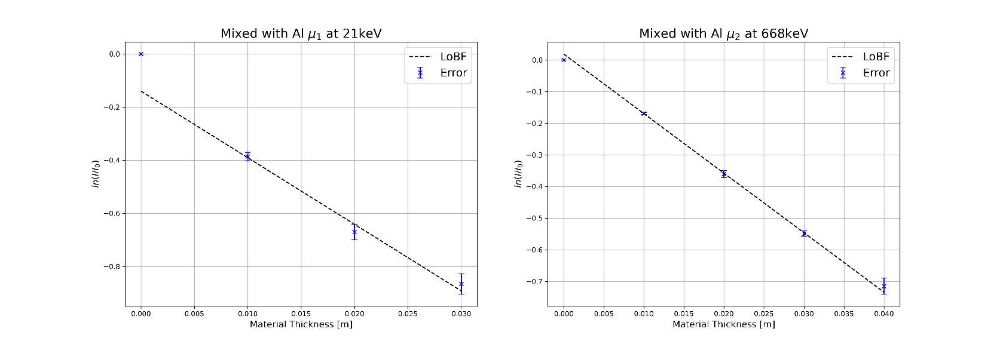 Mixed with Al μ₁ at 21keV
LoBF
Error
0.0
−0.2
−0.4
−0.6
−0.8
ln(I/I₀)
0.000 0.005 0.010 0.015 0.020 0.025 0.030
Material Thickness [m]
Mixed with Al μ₂ at 668keV
LoBF
Error
0.0
−0.1
−0.2
−0.3
−0.4
−0.5
−0.6
−0.7
ln(I/I₀)
0.000 0.005 0.010 0.015 0.020 0.025 0.030 0.035 0.040
Material Thickness [m]